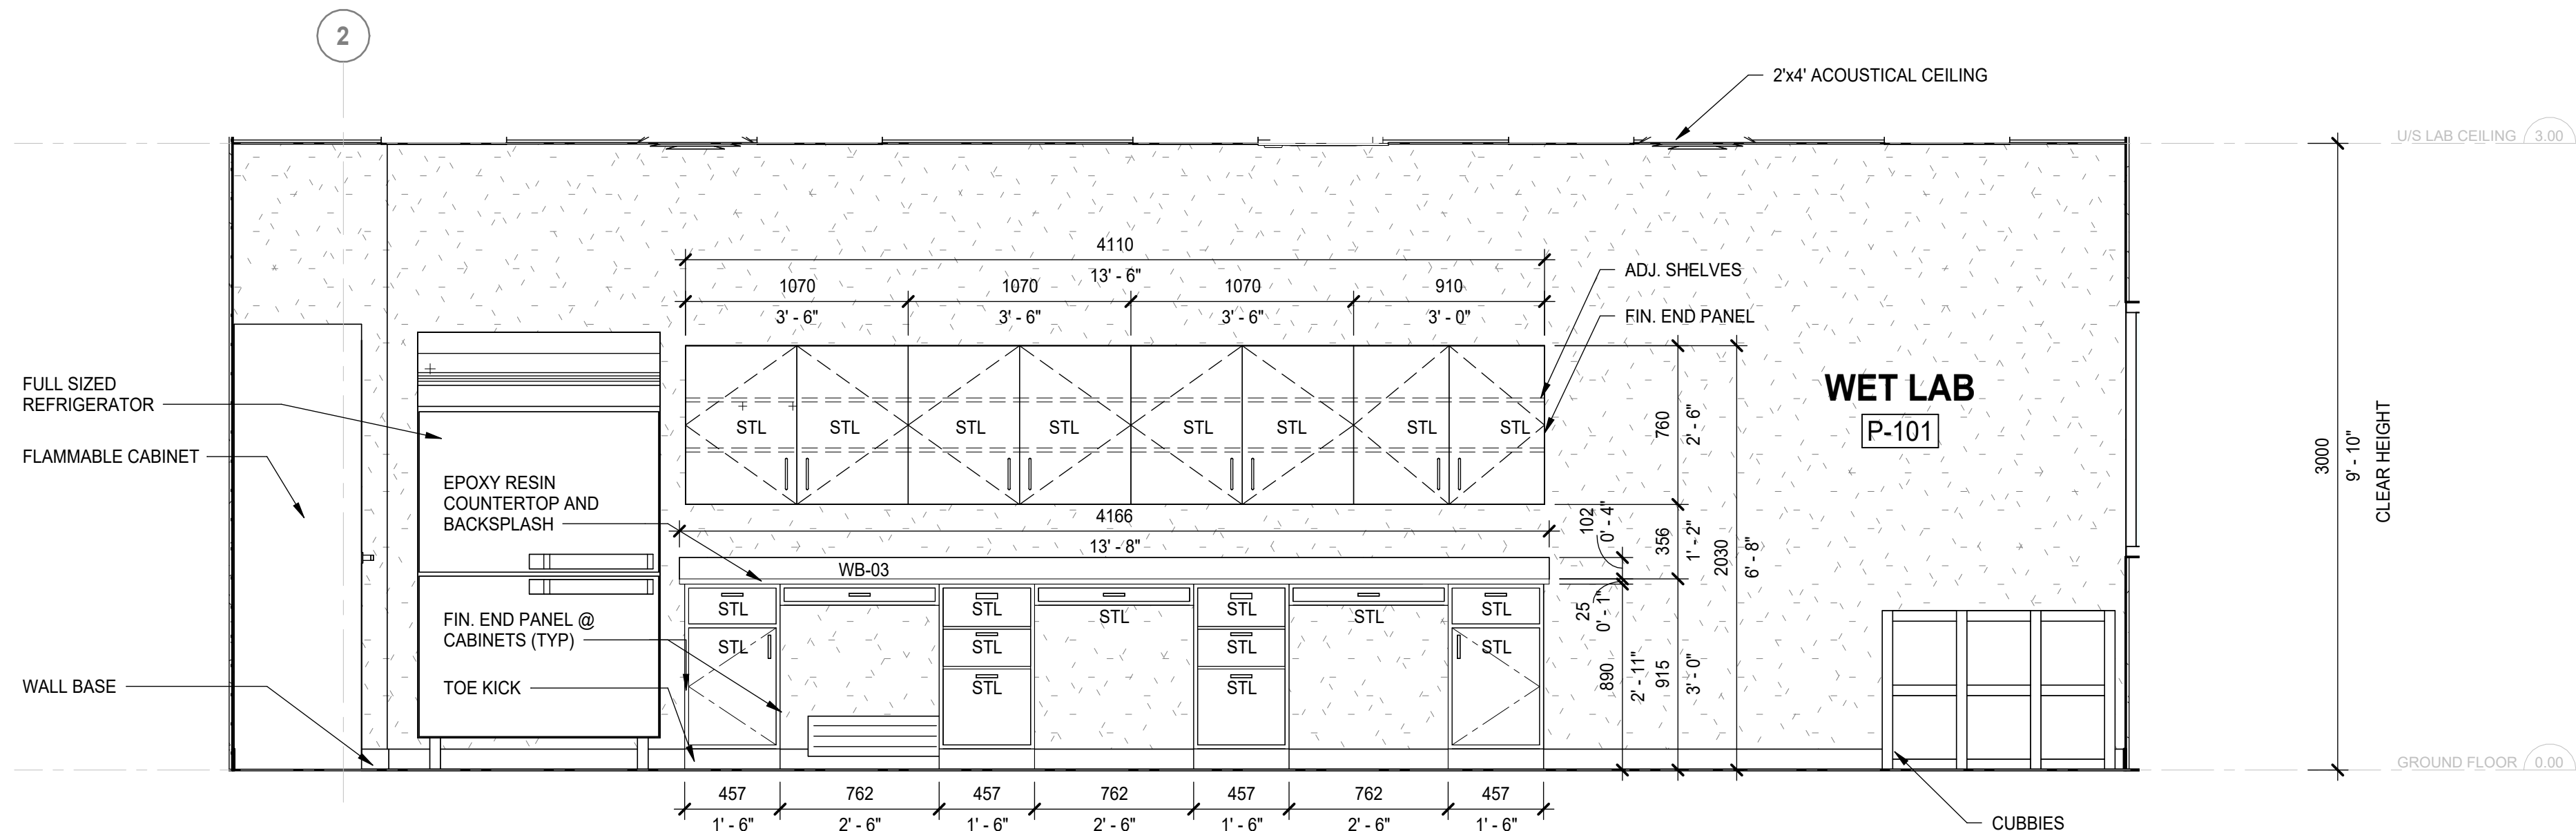 2
2'x4' ACOUSTICAL CEILING
U/S LAB CEILING 3.00
4110
13' - 6"
1070 1070 1070 910
3' - 6" 3' - 6" 3' - 6" 3' - 0"
ADJ. SHELVES
FIN. END PANEL
FULL SIZED
REFRIGERATOR
FLAMMABLE CABINET
WET LAB
P-101
STL STL STL STL STL STL STL STL
760
2' - 6"
3000
9' - 10"
CLEAR HEIGHT
EPOXY RESIN
COUNTERTOP AND
BACKSPLASH
4166
13' - 8"
102
0' - 4"
356
1' - 2"
2030
6' - 8"
WB-03
STL STL STL STL STL STL
25
0' - 1"
FIN. END PANEL @
CABINETS (TYP)
STL STL STL STL
890
2' - 11"
915
3' - 0"
WALL BASE
TOE KICK
STL STL
GROUND FLOOR 0.00
457 762 457 762 457 762 457
1' - 6" 2' - 6" 1' - 6" 2' - 6" 1' - 6" 2' - 6" 1' - 6"
CUBBIES